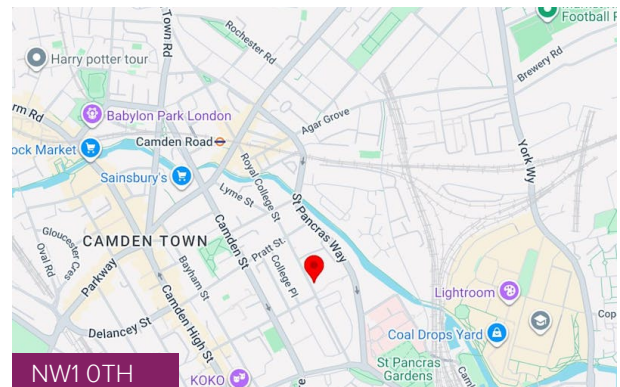 Football
Town Rd
Rochester Rd
Harry potter tour
Brewery Rd
Babylon Park London
Agar Grove
York Wy
Camden Road
ock Market
Sainsbury's
Royal College St
Lyme St
St Pancras Way
CAMDEN TOWN
Gloucester Cres
Oval Rd
Parkway
Pratt St.
Camden St
College Pl
Bayham St
Camden High St
Delancey St
Lightroom
Coal Drops Yard
Cop
St Pancras
Gardens
KOKO
NW1 0TH